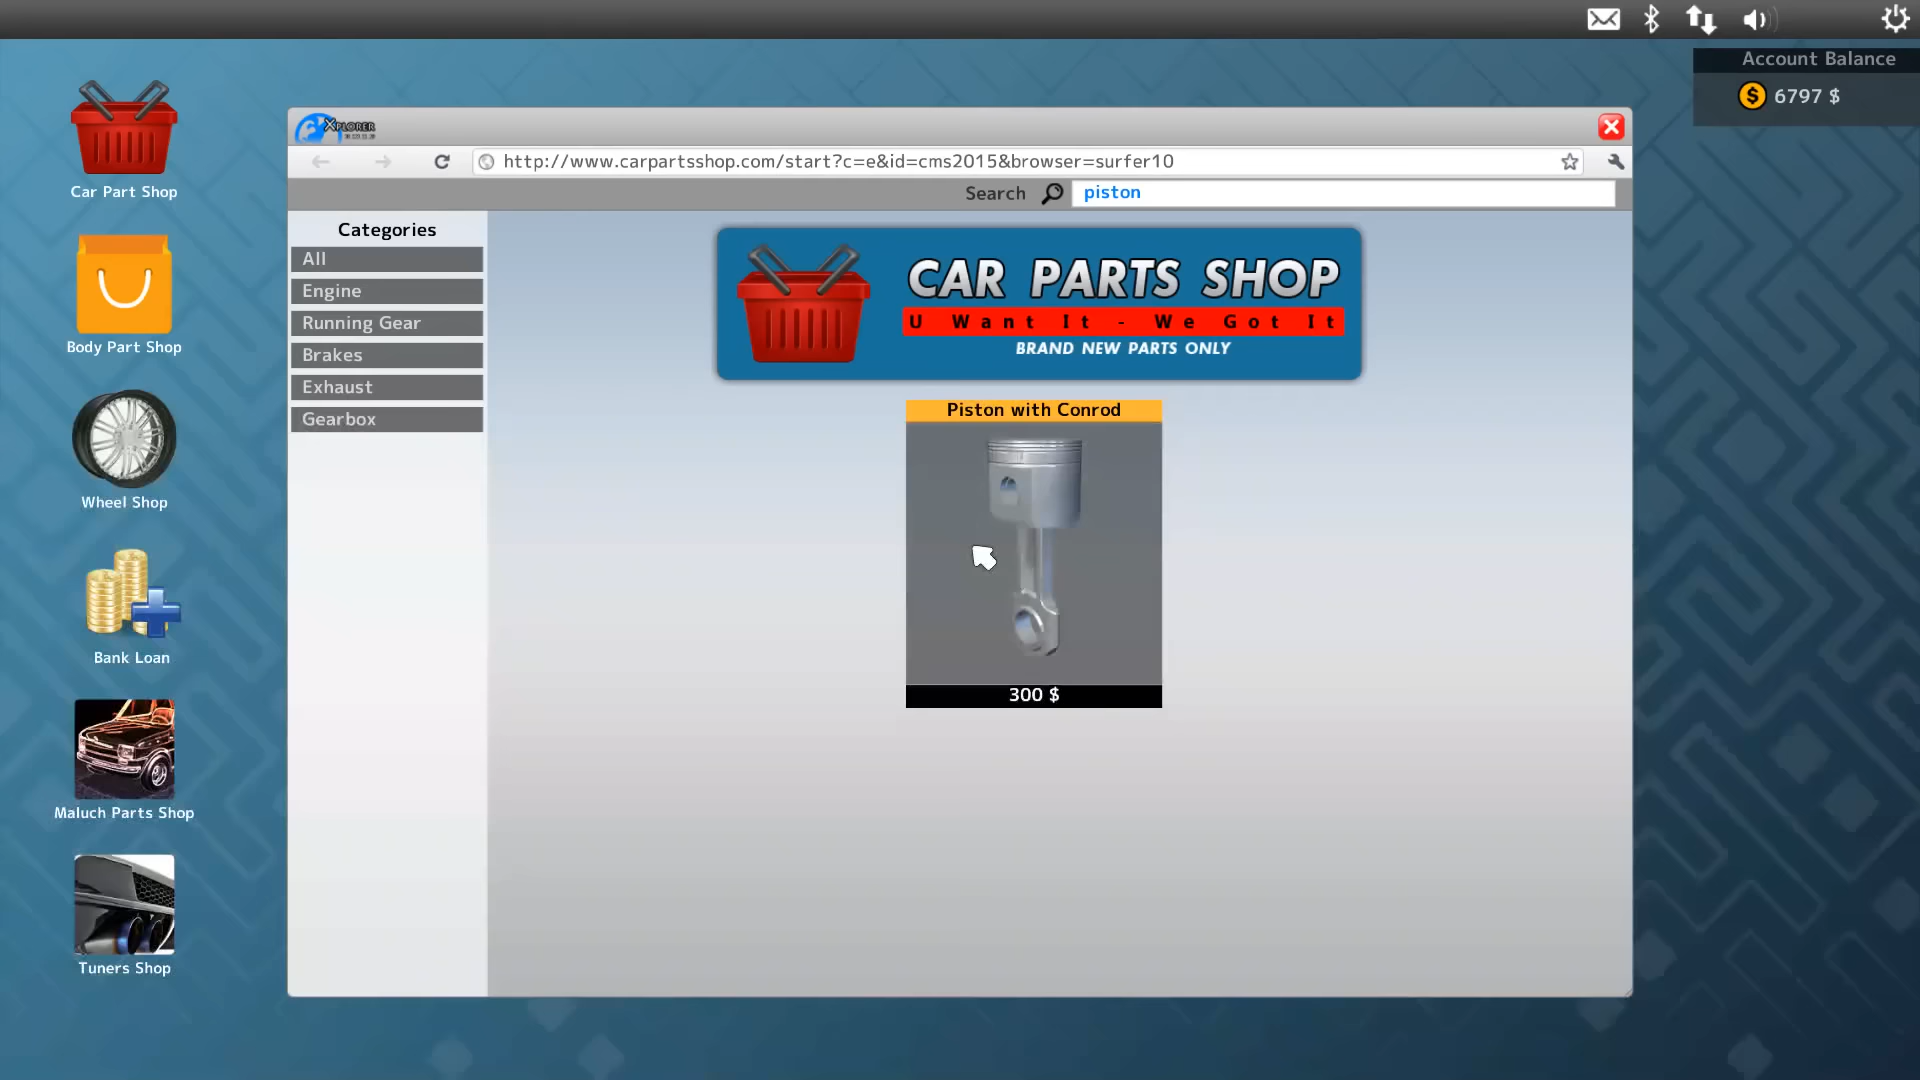 Account Balance
6797 $
Car Part Shop
Body Part Shop
Wheel Shop
Bank Loan
Maluch Parts Shop
Tuners Shop
XPLORER
http://www.carpartsshop.com/start?c=e&id=cms2015&browser=surfer10
Search
piston
Categories
All
Engine
Running Gear
Brakes
Exhaust
Gearbox
CAR PARTS SHOP
U Want It - We Got It
BRAND NEW PARTS ONLY
Piston with Conrod
300 $